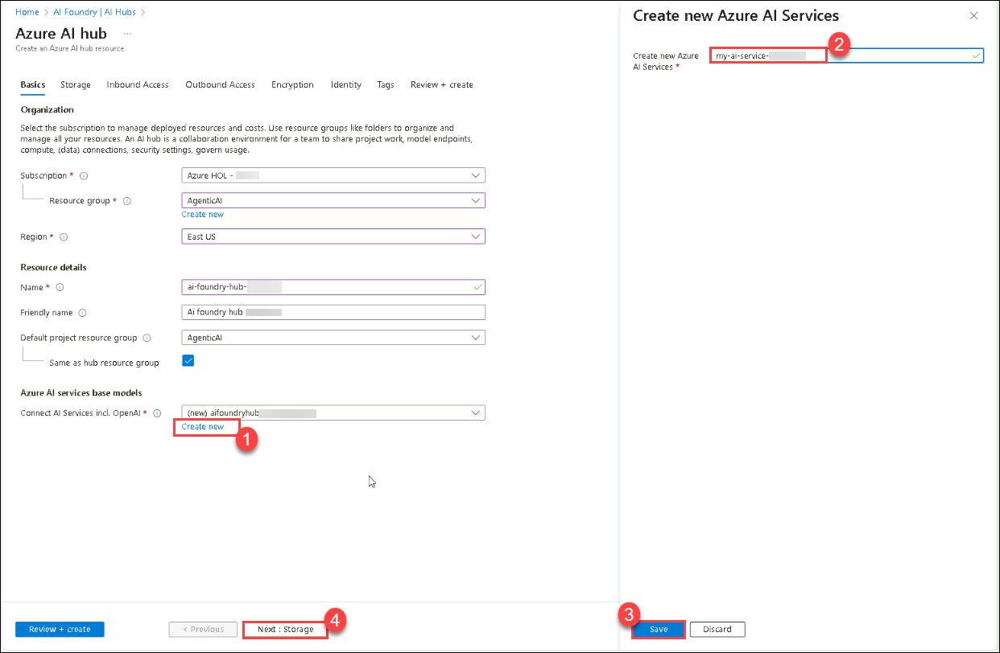 Home > AI Foundry | AI Hubs >
Azure AI hub ...
Create an Azure AI hub resource
Basics Storage Inbound Access Outbound Access Encryption Identity Tags Review + create
Organization
Select the subscription to manage deployed resources and costs. Use resource groups like folders to organize and
manage all your resources. An AI hub is a collaboration environment for a team to share project work, model endpoints,
compute, (data) connections, security settings, govern usage.
Subscription * Azure HOL -
Resource group * AgenticAI
Create new
Region * East US
Resource details
Name * ai-foundry-hub-
Friendly name Ai foundry hub
Default project resource group AgenticAI
Same as hub resource group
Azure AI services base models
Connect AI Services incl. OpenAI * (new) aifoundryhub
Create new
1
Review + create < Previous Next : Storage
4
Create new Azure AI Services
2
Create new Azure my-ai-service-
AI Services *
3
Save Discard